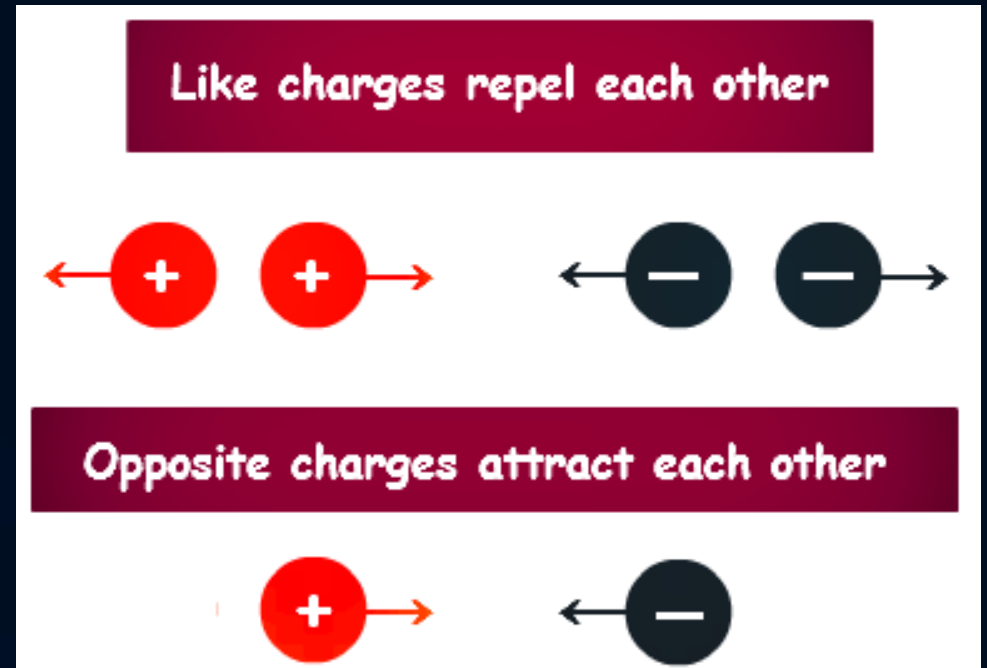 Like charges repel each other
+ + − −
Opposite charges attract each other
+ −